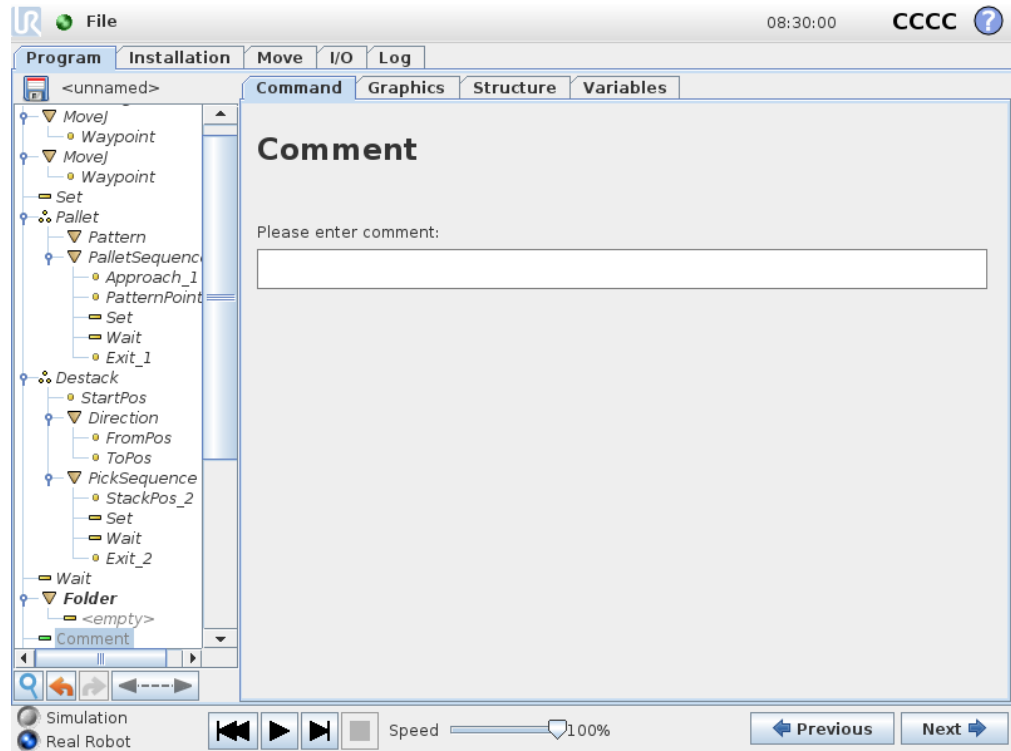 UR File 08:30:00 CCCC ?
Program Installation Move I/O Log
<unnamed> Command Graphics Structure Variables
MoveJ
Waypoint
MoveJ
Waypoint
Set
Pallet
Pattern
PalletSequenc
Approach_1
PatternPoint
Set
Wait
Exit_1
Destack
StartPos
Direction
FromPos
ToPos
PickSequence
StackPos_2
Set
Wait
Exit_2
Wait
Folder
<empty>
Comment
Comment
Please enter comment:
Simulation
Real Robot
Speed 100%
Previous Next